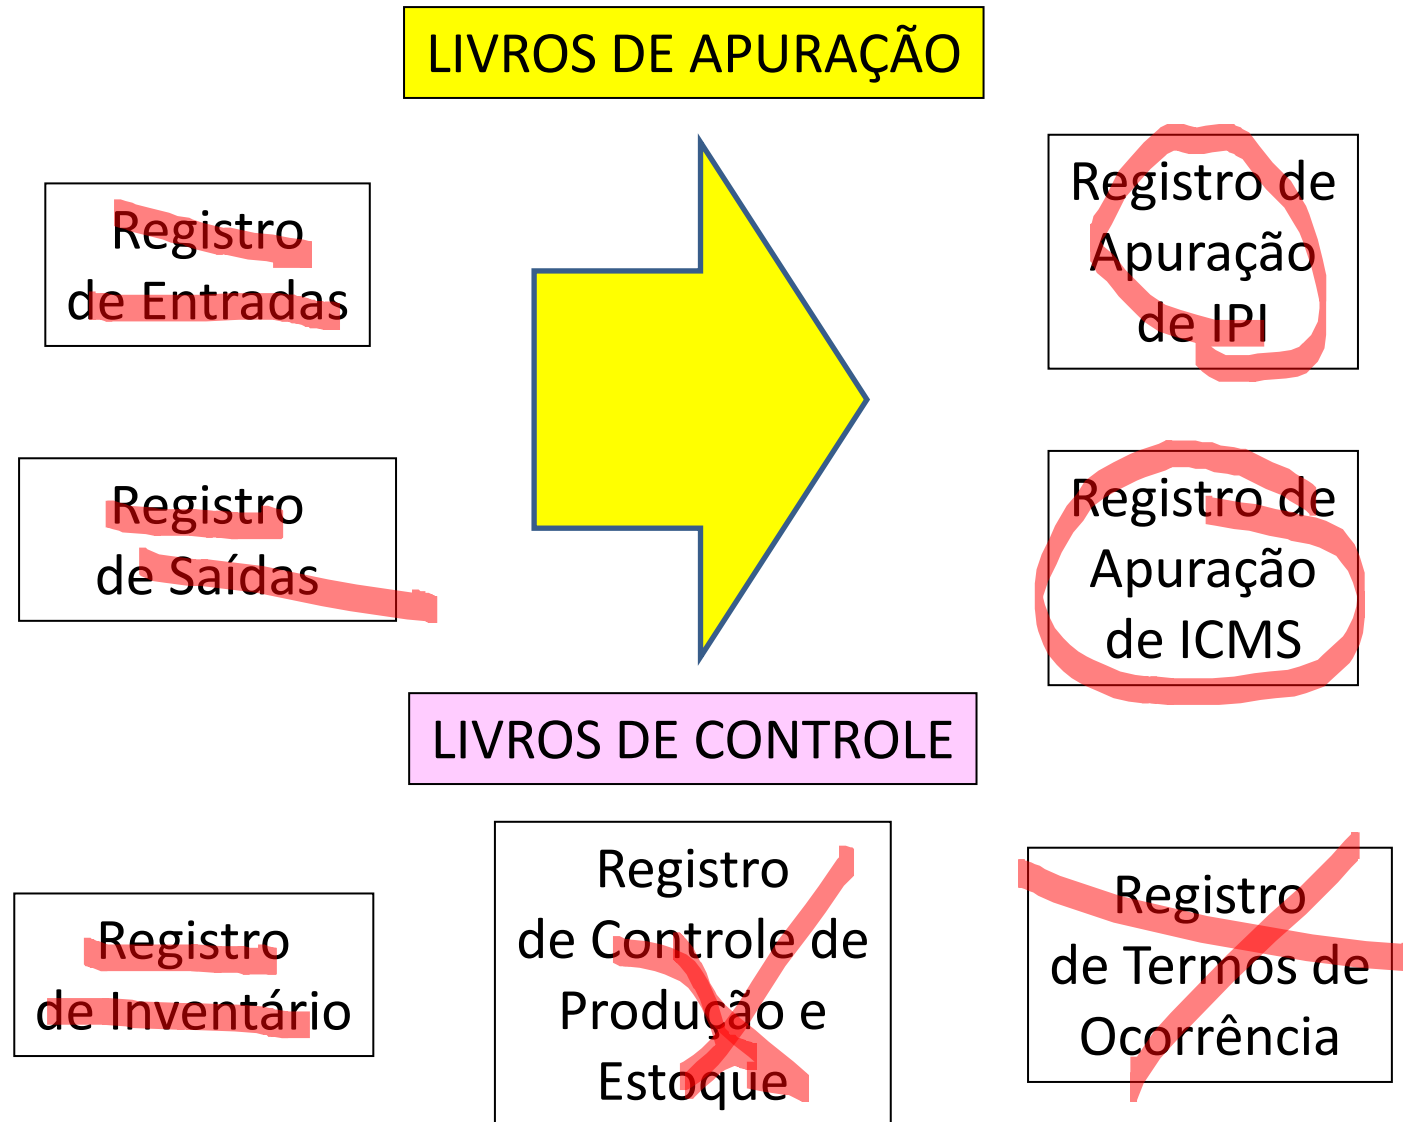 LIVROS DE APURAÇÃO
Registro
de Entradas
Registro de
Apuração
de IPI
Registro
de Saídas
Registro de
Apuração
de ICMS
LIVROS DE CONTROLE
Registro
de Inventário
Registro
de Controle de
Produção e
Estoque
Registro
de Termos de
Ocorrência